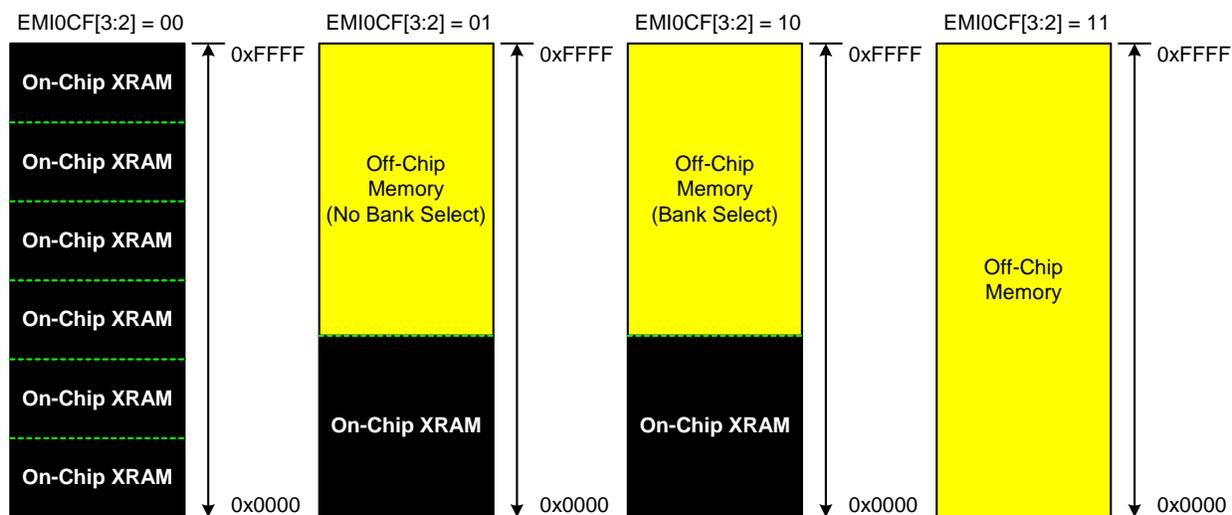 EMI0CF[3:2] = 00
0xFFFF
On-Chip XRAM
On-Chip XRAM
On-Chip XRAM
On-Chip XRAM
On-Chip XRAM
On-Chip XRAM
0x0000
EMI0CF[3:2] = 01
0xFFFF
Off-Chip
Memory
(No Bank Select)
On-Chip XRAM
0x0000
EMI0CF[3:2] = 10
0xFFFF
Off-Chip
Memory
(Bank Select)
On-Chip XRAM
0x0000
EMI0CF[3:2] = 11
0xFFFF
Off-Chip
Memory
0x0000